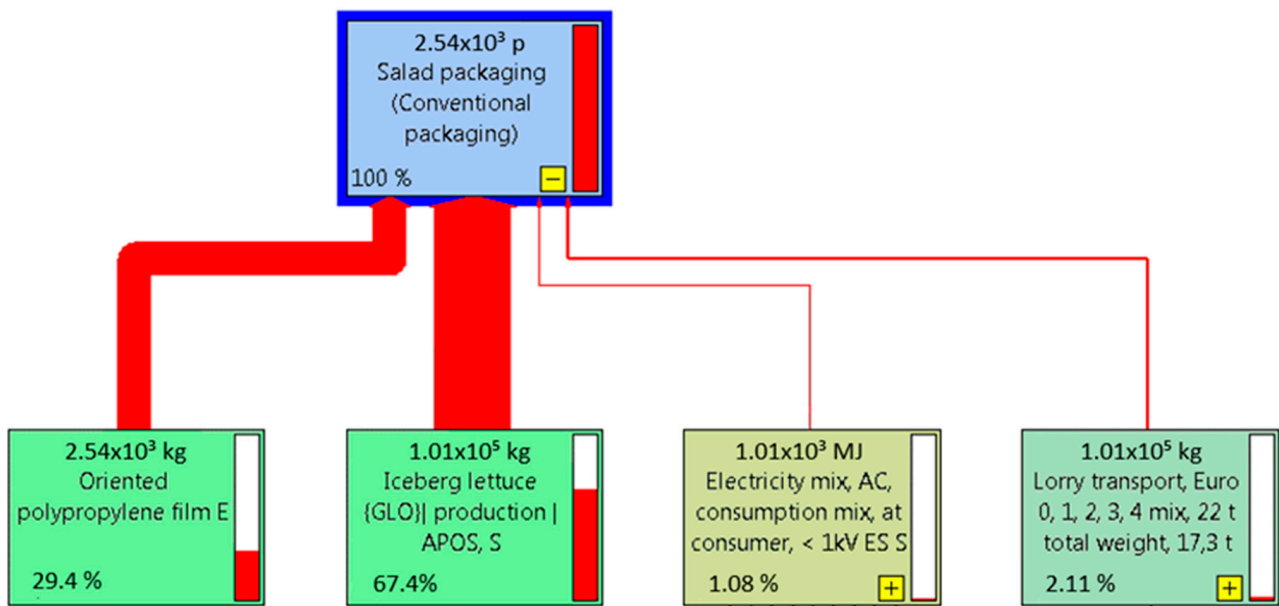 2.54x10³ p
Salad packaging
(Conventional
packaging)
100 %
−
2.54x10³ kg
Oriented
polypropylene film E
29.4 %
1.01x10⁵ kg
Iceberg lettuce
{GLO}| production |
APOS, S
67.4%
1.01x10³ MJ
Electricity mix, AC,
consumption mix, at
consumer, < 1kV ES S
1.08 %
+
1.01x10⁵ kg
Lorry transport, Euro
0, 1, 2, 3, 4 mix, 22 t
total weight, 17,3 t
2.11 %
+